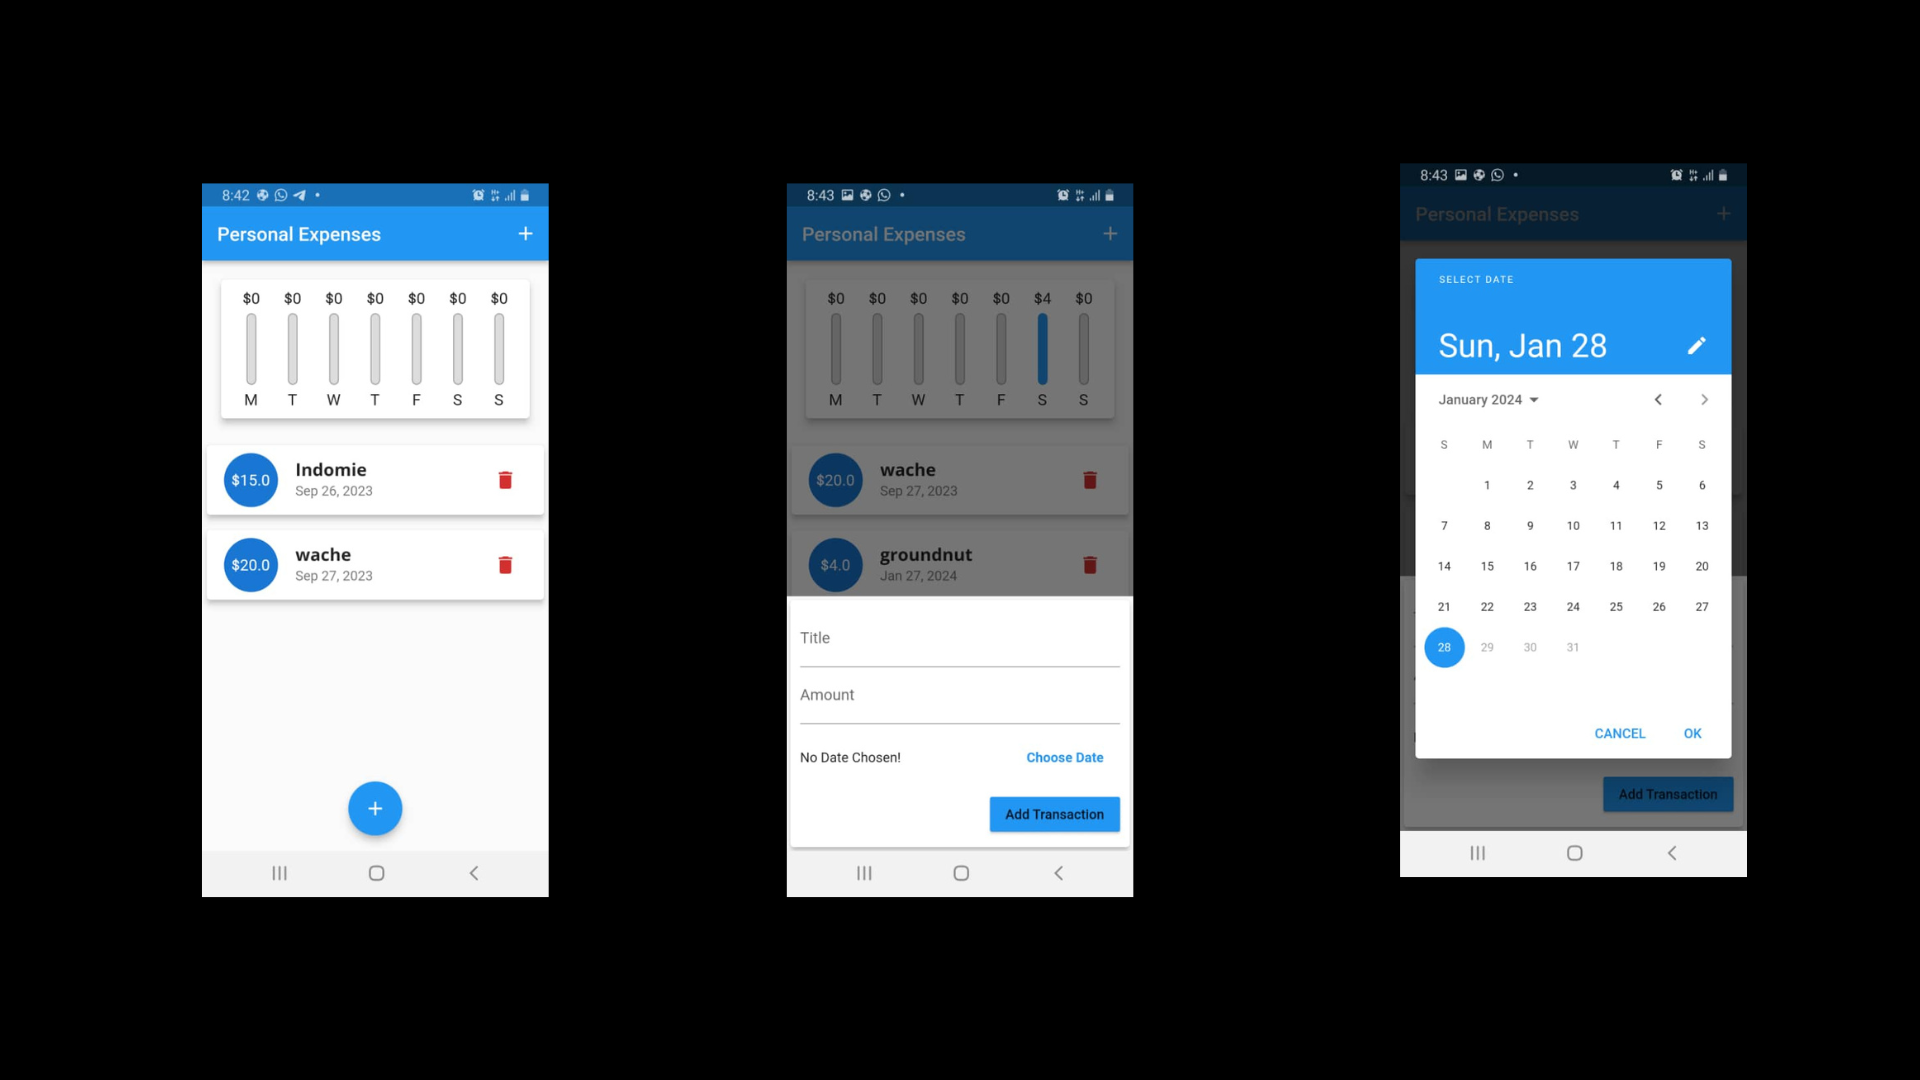 8:42
Personal Expenses +
$0 $0 $0 $0 $0 $0 $0
M T W T F S S
$15.0 Indomie
Sep 26, 2023
$20.0 wache
Sep 27, 2023
+
8:43
Personal Expenses +
$0 $0 $0 $0 $0 $4 $0
M T W T F S S
$20.0 wache
Sep 27, 2023
$4.0 groundnut
Jan 27, 2024
Title
Amount
No Date Chosen! Choose Date
Add Transaction
8:43
Personal Expenses +
SELECT DATE
Sun, Jan 28
January 2024
S M T W T F S
1 2 3 4 5 6
7 8 9 10 11 12 13
14 15 16 17 18 19 20
21 22 23 24 25 26 27
28 29 30 31
CANCEL OK
Add Transaction